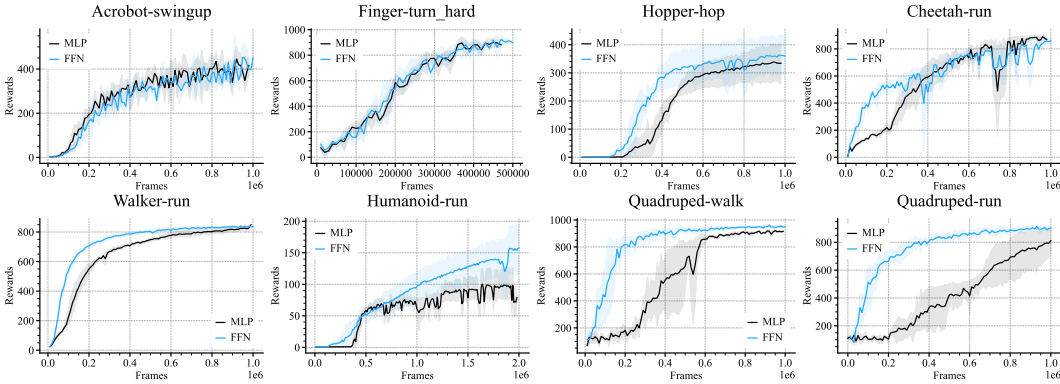 Acrobot-swingup
Rewards
400
200
0
MLP
FFN
0.0 0.2 0.4 0.6 0.8 1.0
Frames
1e6
Finger-turn_hard
Rewards
1000
800
600
400
200
0
MLP
FFN
0 100000 200000 300000 400000 500000
Frames
Hopper-hop
Rewards
400
300
200
100
0
MLP
FFN
0.0 0.2 0.4 0.6 0.8 1.0
Frames
1e6
Cheetah-run
Rewards
800
600
400
200
0
MLP
FFN
0.0 0.2 0.4 0.6 0.8 1.0
Frames
1e6
Walker-run
Rewards
800
600
400
200
0
MLP
FFN
0.0 0.2 0.4 0.6 0.8 1.0
Frames
1e6
Humanoid-run
Rewards
200
150
100
50
0
MLP
FFN
0.0 0.5 1.0 1.5 2.0
Frames
1e6
Quadruped-walk
Rewards
1000
800
600
400
200
MLP
FFN
0.0 0.2 0.4 0.6 0.8 1.0
Frames
1e6
Quadruped-run
Rewards
800
600
400
200
MLP
FFN
0.0 0.2 0.4 0.6 0.8 1.0
Frames
1e6